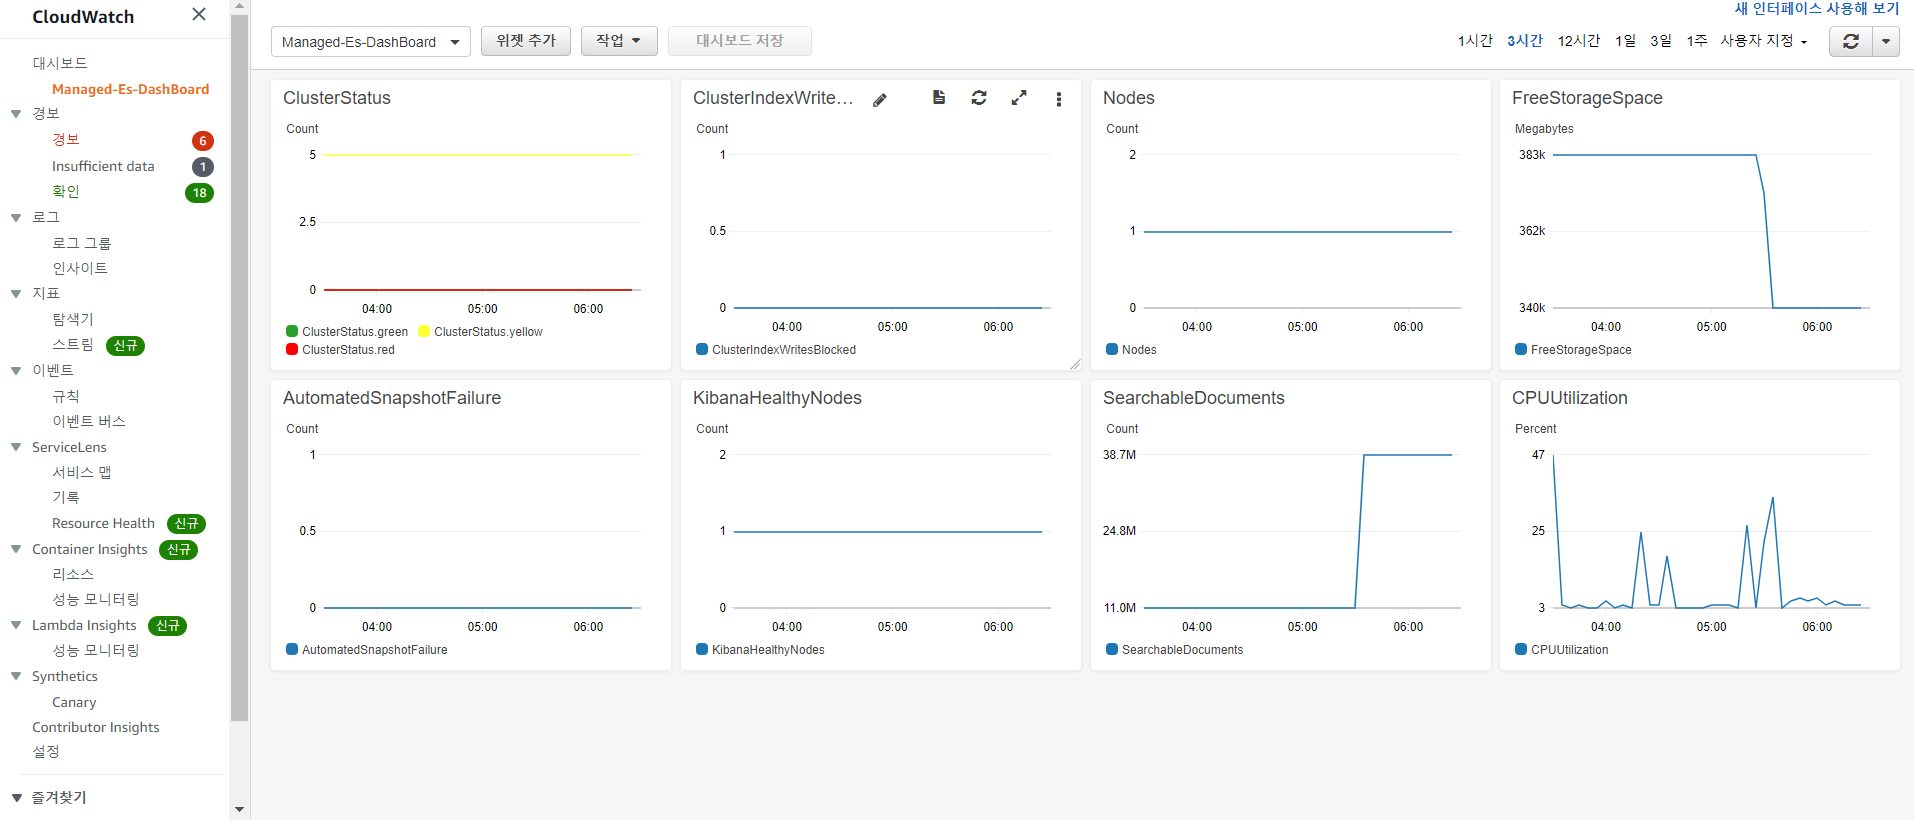 CloudWatch
대시보드
Managed-Es-DashBoard
경보
경보 6
Insufficient data 1
확인 18
로그
로그 그룹
인사이트
지표
탐색기
스트림 신규
이벤트
규칙
이벤트 버스
ServiceLens
서비스 맵
기록
Resource Health 신규
Container Insights 신규
리소스
성능 모니터링
Lambda Insights 신규
성능 모니터링
Synthetics
Canary
Contributor Insights
설정
즐겨찾기
새 인터페이스 사용해 보기
Managed-Es-DashBoard 위젯 추가 작업 대시보드 저장 1시간 3시간 12시간 1일 3일 1주 사용자 지정
ClusterStatus
Count
5
2.5
0
04:00 05:00 06:00
ClusterStatus.green ClusterStatus.yellow
ClusterStatus.red
ClusterIndexWrite...
Count
1
0.5
0
04:00 05:00 06:00
ClusterIndexWritesBlocked
Nodes
Count
2
1
0
04:00 05:00 06:00
Nodes
FreeStorageSpace
Megabytes
383k
362k
340k
04:00 05:00 06:00
FreeStorageSpace
AutomatedSnapshotFailure
Count
1
0.5
0
04:00 05:00 06:00
AutomatedSnapshotFailure
KibanaHealthyNodes
Count
2
1
0
04:00 05:00 06:00
KibanaHealthyNodes
SearchableDocuments
Count
38.7M
24.8M
11.0M
04:00 05:00 06:00
SearchableDocuments
CPUUtilization
Percent
47
25
3
04:00 05:00 06:00
CPUUtilization